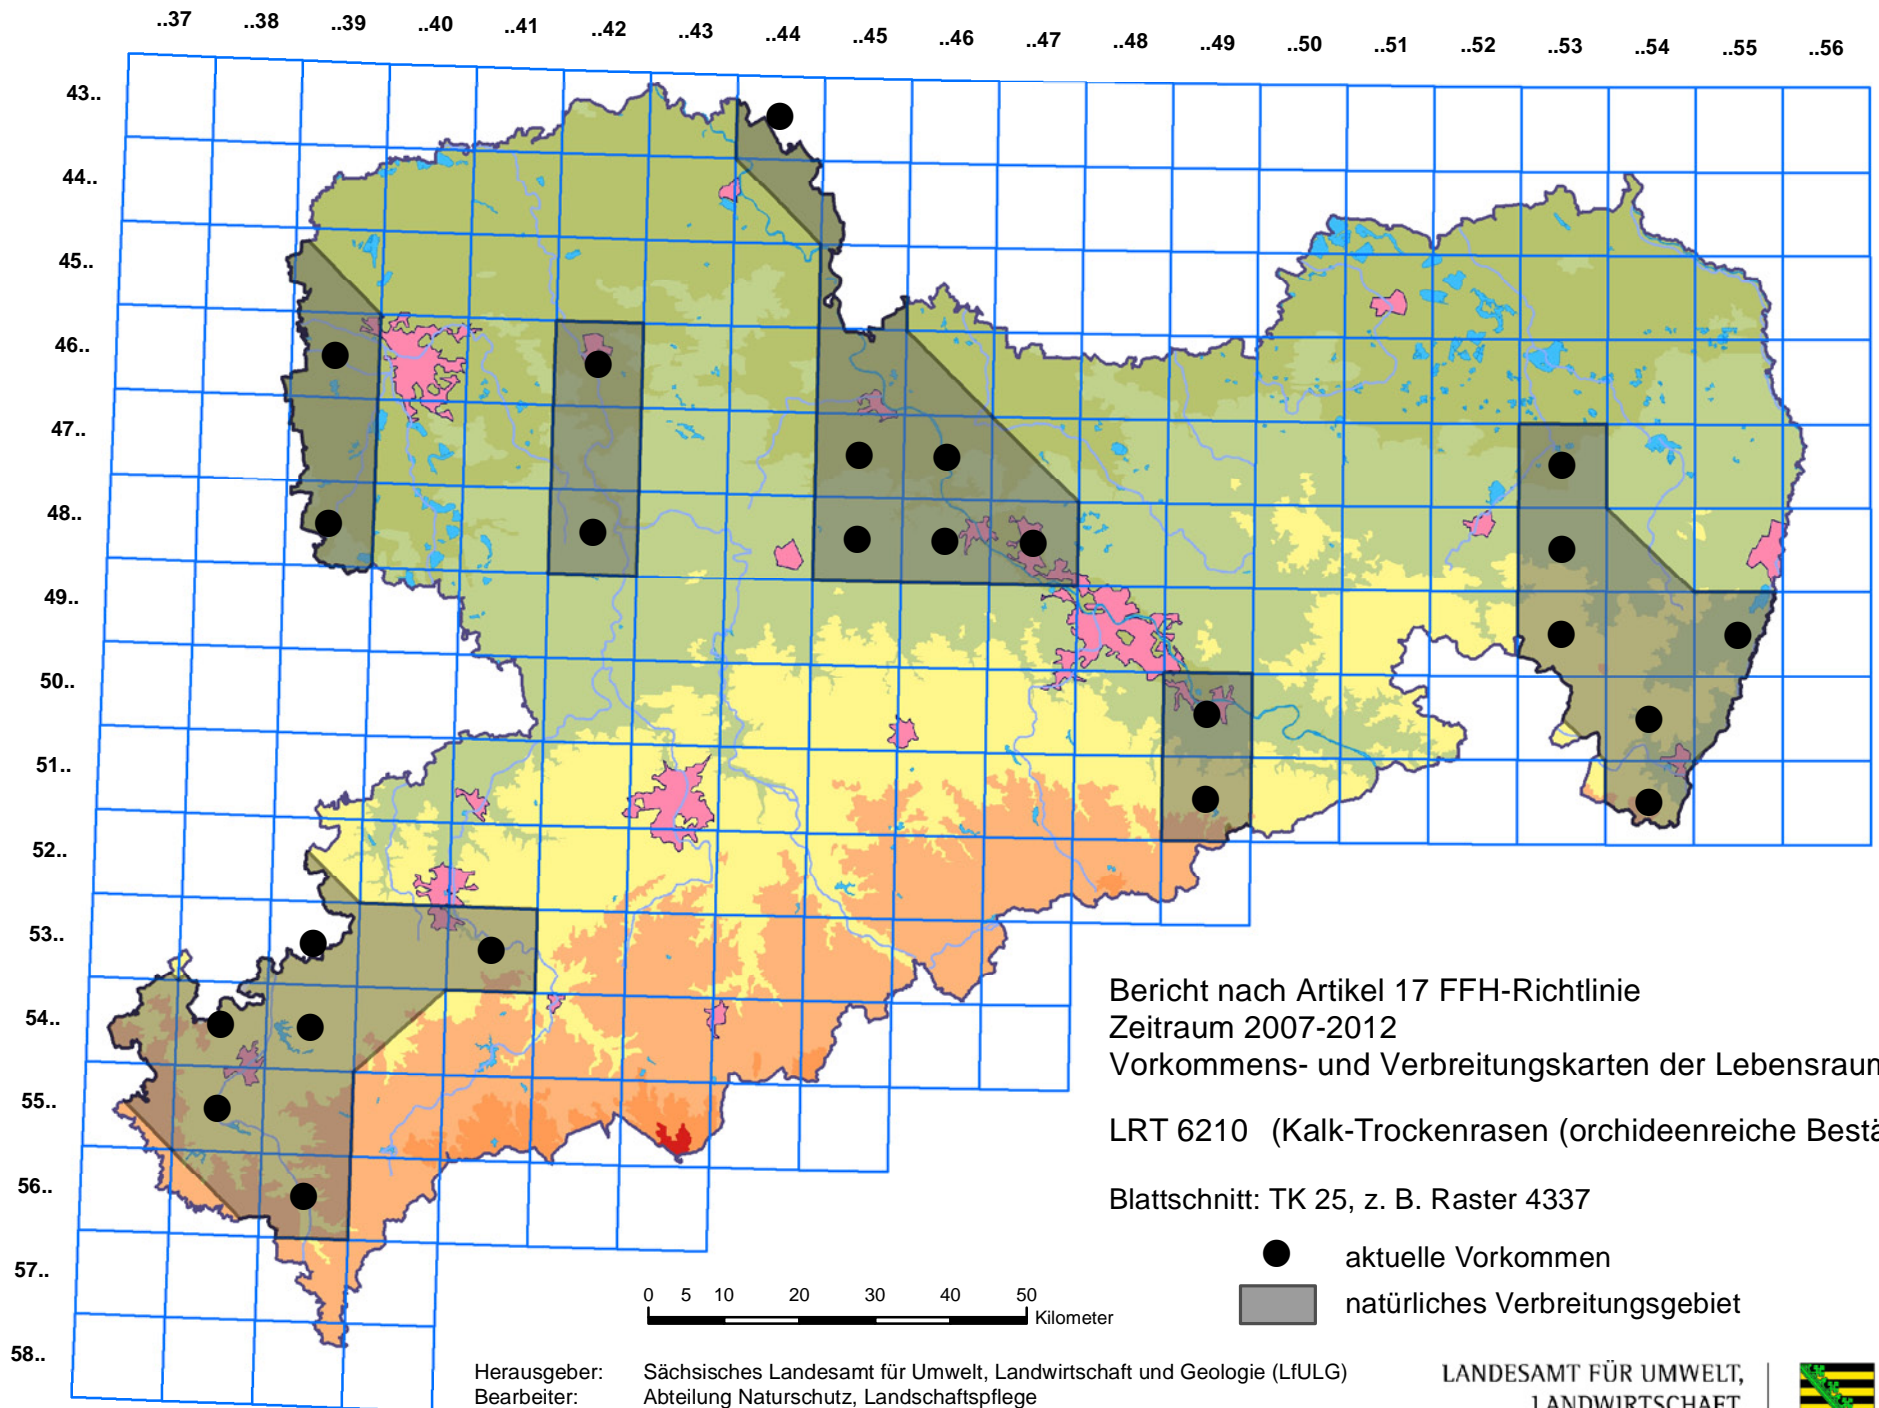 ..37 ..38 ..39 ..40 ..41 ..42 ..43 ..44 ..45 ..46 ..47 ..48 ..49 ..50 ..51 ..52 ..53 ..54 ..55 ..56
43..
44..
45..
46..
47..
48..
49..
50..
51..
52..
53..
54..
55..
56..
57..
58..
Bericht nach Artikel 17 FFH-Richtlinie
Zeitraum 2007-2012
Vorkommens- und Verbreitungskarten der Lebensraum
LRT 6210 (Kalk-Trockenrasen (orchideenreiche Bestä
Blattschnitt: TK 25, z. B. Raster 4337
aktuelle Vorkommen
natürliches Verbreitungsgebiet
0 5 10 20 30 40 50
Kilometer
Herausgeber: Sächsisches Landesamt für Umwelt, Landwirtschaft und Geologie (LfULG)
Bearbeiter: Abteilung Naturschutz, Landschaftspflege
LANDESAMT FÜR UMWELT,
LANDWIRTSCHAFT